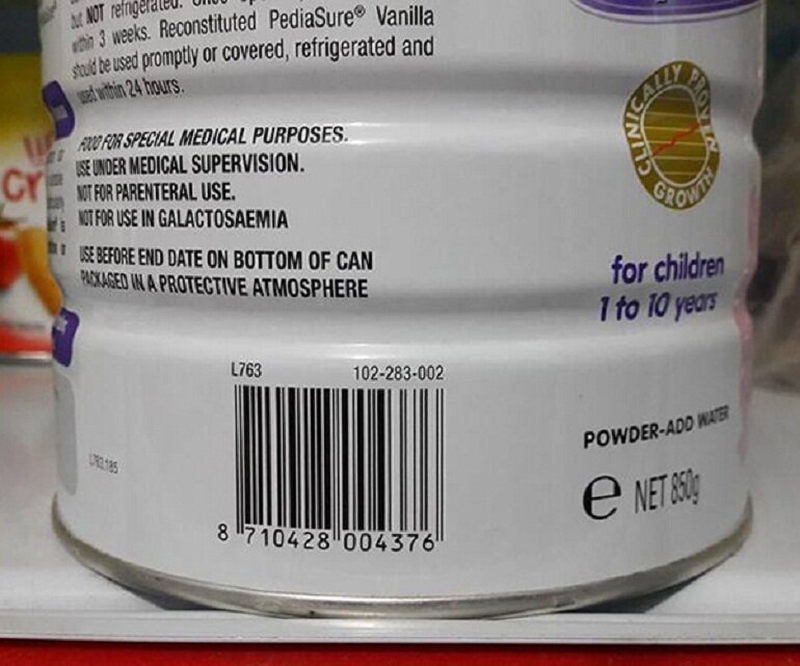 but NOT refrigerated.
within 3 weeks. Reconstituted PediaSure® Vanilla
should be used promptly or covered, refrigerated and
used within 24 hours.
FOOD FOR SPECIAL MEDICAL PURPOSES.
USE UNDER MEDICAL SUPERVISION.
NOT FOR PARENTERAL USE.
NOT FOR USE IN GALACTOSAEMIA
USE BEFORE END DATE ON BOTTOM OF CAN
PACKAGED IN A PROTECTIVE ATMOSPHERE
CLINICALLY PROVEN
GROWTH
for children
1 to 10 years
L763 102-283-002
8 710428 004376
L763.185
POWDER-ADD WATER
e NET 850g